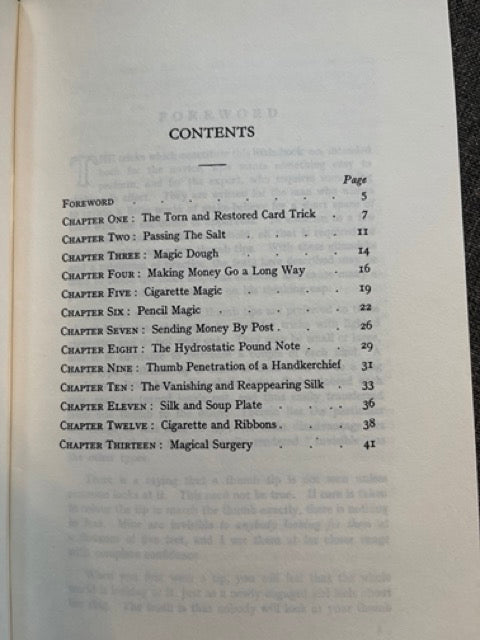 CONTENTS
Page
FOREWORD . . . . . . 5
CHAPTER ONE : The Torn and Restored Card Trick . 7
CHAPTER TWO : Passing The Salt . . . . 11
CHAPTER THREE : Magic Dough . . . . 14
CHAPTER FOUR : Making Money Go a Long Way . 16
CHAPTER FIVE : Cigarette Magic . . . . 19
CHAPTER SIX : Pencil Magic . . . . 22
CHAPTER SEVEN : Sending Money By Post . . . 26
CHAPTER EIGHT : The Hydrostatic Pound Note . . 29
CHAPTER NINE : Thumb Penetration of a Handkerchief 31
CHAPTER TEN : The Vanishing and Reappearing Silk . 33
CHAPTER ELEVEN : Silk and Soup Plate . . . 36
CHAPTER TWELVE : Cigarette and Ribbons . . . 38
CHAPTER THIRTEEN : Magical Surgery . . . 41